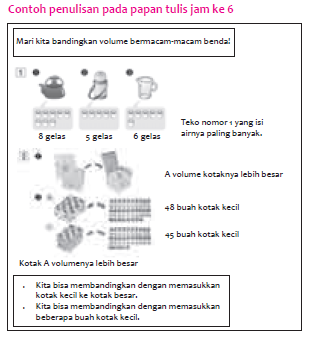 Contoh penulisan pada papan tulis jam ke 6
Mari kita bandingkan volume bermacam-macam benda!
1
8 gelas
5 gelas
6 gelas
Teko nomor 1 yang isi
airnya paling banyak.
2
A volume kotaknya lebih besar
48 buah kotak kecil
45 buah kotak kecil
Kotak A volumenya lebih besar
• Kita bisa membandingkan dengan memasukkan
kotak kecil ke kotak besar.
• Kita bisa membandingkan dengan memasukkan
beberapa buah kotak kecil.